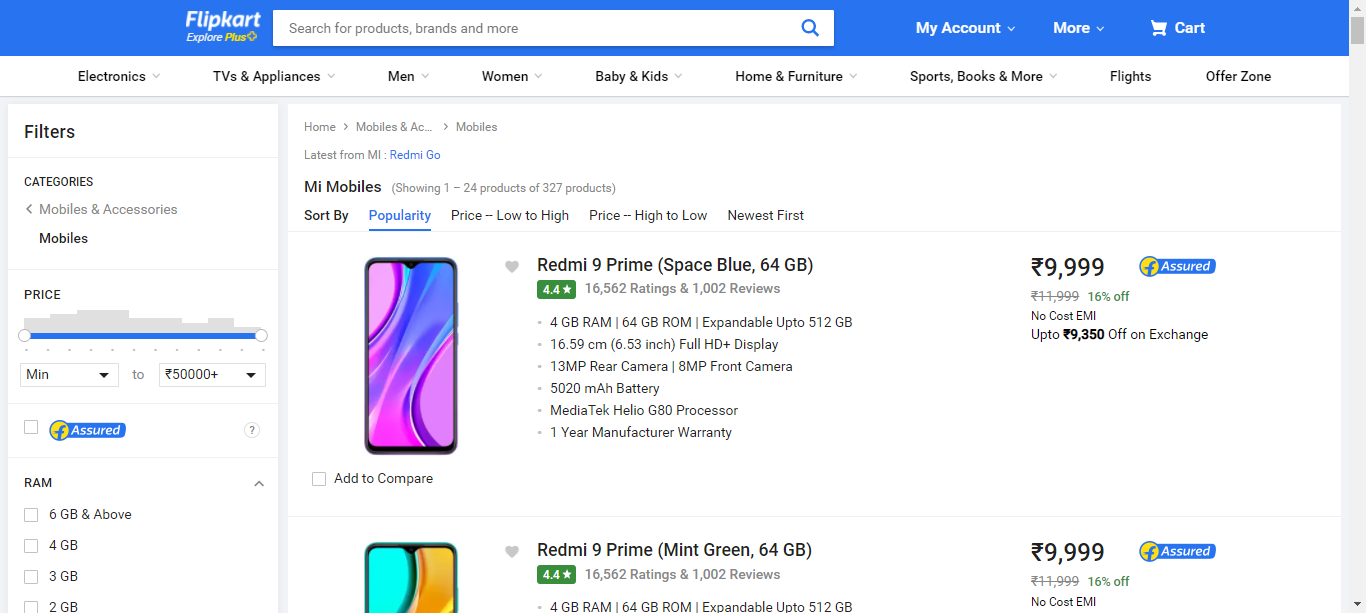 Flipkart
Explore Plus
Search for products, brands and more
My Account
More
Cart
Electronics
TVs & Appliances
Men
Women
Baby & Kids
Home & Furniture
Sports, Books & More
Flights
Offer Zone
Filters
CATEGORIES
Mobiles & Accessories
Mobiles
PRICE
Min
to
₹50000+
Assured
?
RAM
6 GB & Above
4 GB
3 GB
2 GB
Home > Mobiles & Ac... > Mobiles
Latest from MI : Redmi Go
Mi Mobiles (Showing 1 – 24 products of 327 products)
Sort By Popularity Price -- Low to High Price -- High to Low Newest First
Redmi 9 Prime (Space Blue, 64 GB)
4.4★ 16,562 Ratings & 1,002 Reviews
4 GB RAM | 64 GB ROM | Expandable Upto 512 GB
16.59 cm (6.53 inch) Full HD+ Display
13MP Rear Camera | 8MP Front Camera
5020 mAh Battery
MediaTek Helio G80 Processor
1 Year Manufacturer Warranty
Add to Compare
₹9,999
Assured
₹11,999 16% off
No Cost EMI
Upto ₹9,350 Off on Exchange
Redmi 9 Prime (Mint Green, 64 GB)
4.4★ 16,562 Ratings & 1,002 Reviews
4 GB RAM | 64 GB ROM | Expandable Upto 512 GB
₹9,999
Assured
₹11,999 16% off
No Cost EMI